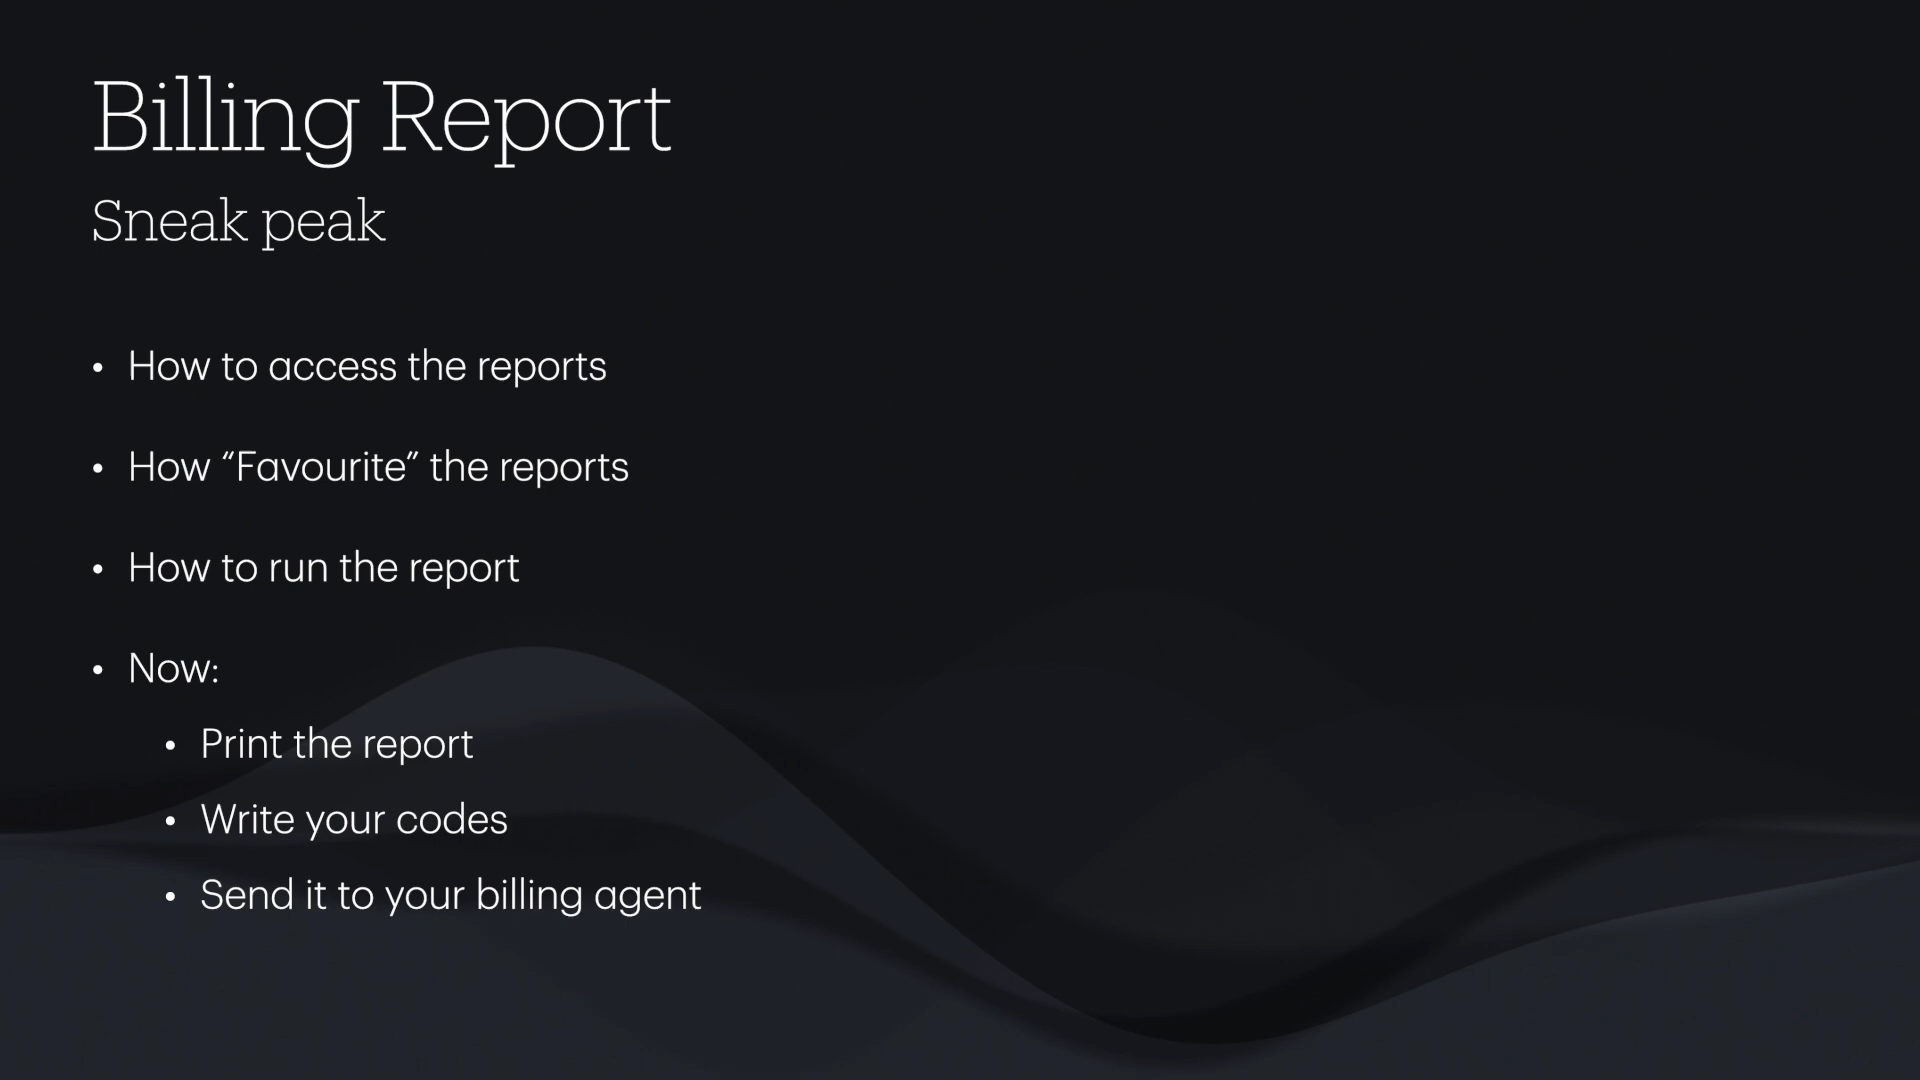 Billing Report
Sneak peak
• How to access the reports
• How “Favourite” the reports
• How to run the report
• Now:
• Print the report
• Write your codes
• Send it to your billing agent